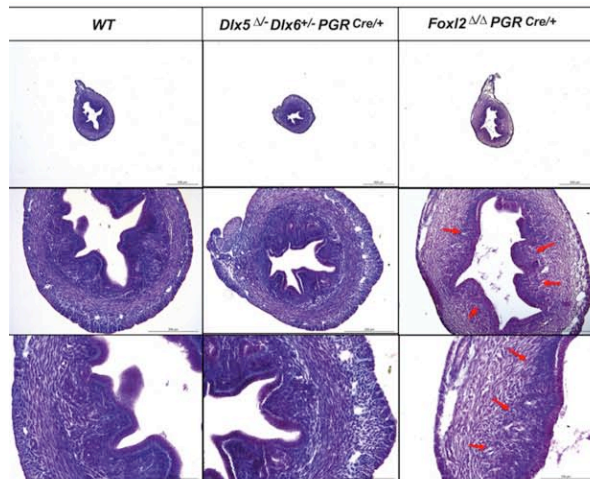 WT
Dlx5 Δ/- Dlx6+/- PGR Cre/+
Foxl2 Δ/Δ PGR Cre/+